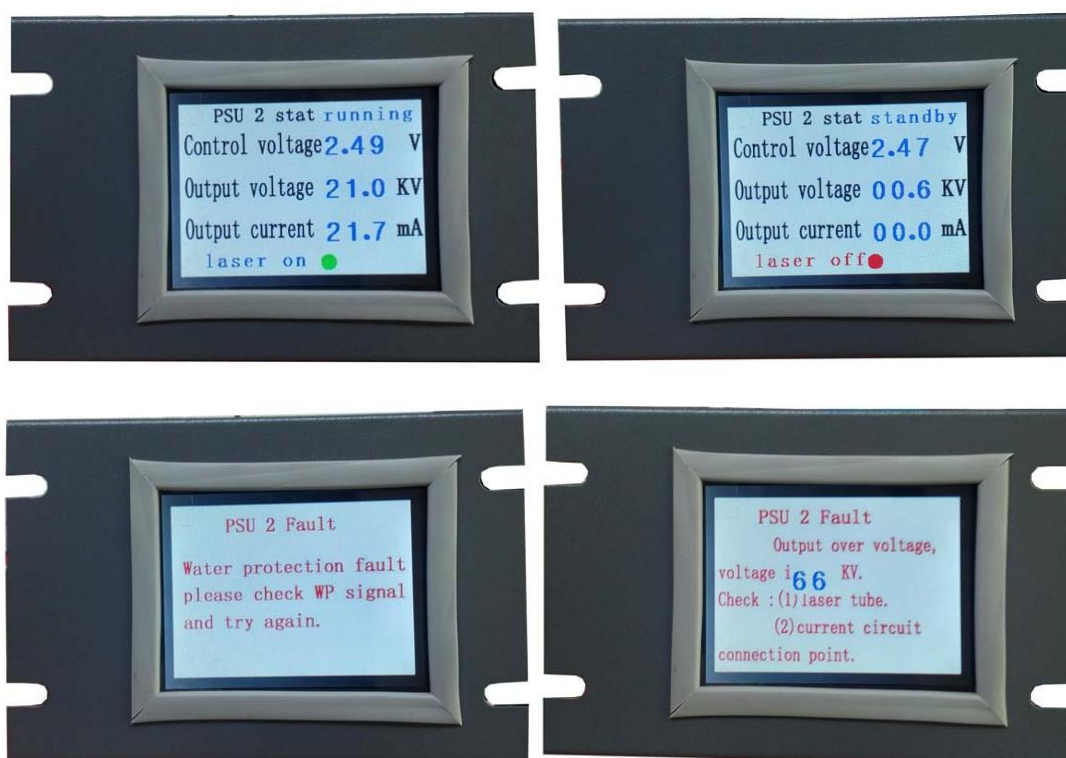 PSU 2 stat running
Control voltage 2.49 V
Output voltage 21.0 KV
Output current 21.7 mA
laser on
PSU 2 stat standby
Control voltage 2.47 V
Output voltage 00.6 KV
Output current 00.0 mA
laser off
PSU 2 Fault
Water protection fault
please check WP signal
and try again.
PSU 2 Fault
Output over voltage,
voltage i 66 KV.
Check :(1)laser tube.
(2)current circuit
connection point.